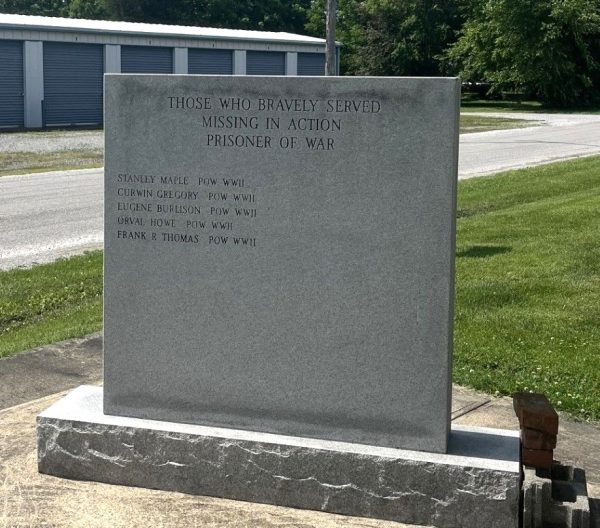 THOSE WHO BRAVELY SERVED
MISSING IN ACTION
PRISONER OF WAR
STANLEY MAPLE POW WWII
CURWIN GREGORY POW WWII
EUGENE BURLISON POW WWII
ORVAL HOWE POW WWII
FRANK R THOMAS POW WWII